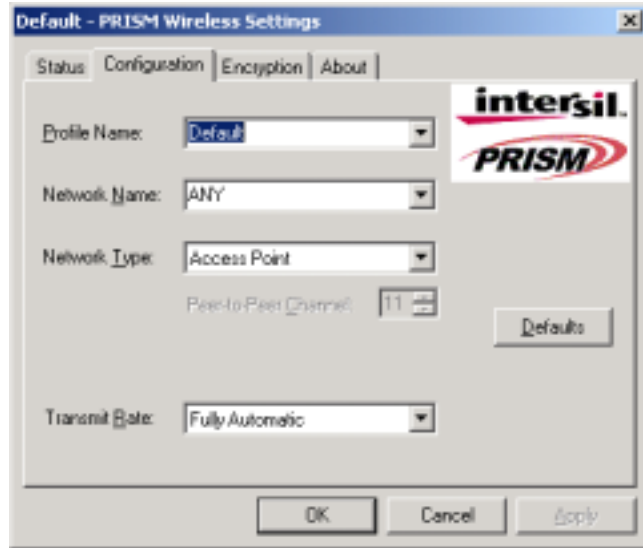 Default - PRISM Wireless Settings
Status Configuration Encryption About
intersil.
PRISM
Profile Name: Default
Network Name: ANY
Network Type: Access Point
Peer-to-Peer Channel: 11
Defaults
Transmit Rate: Fully Automatic
OK Cancel Apply